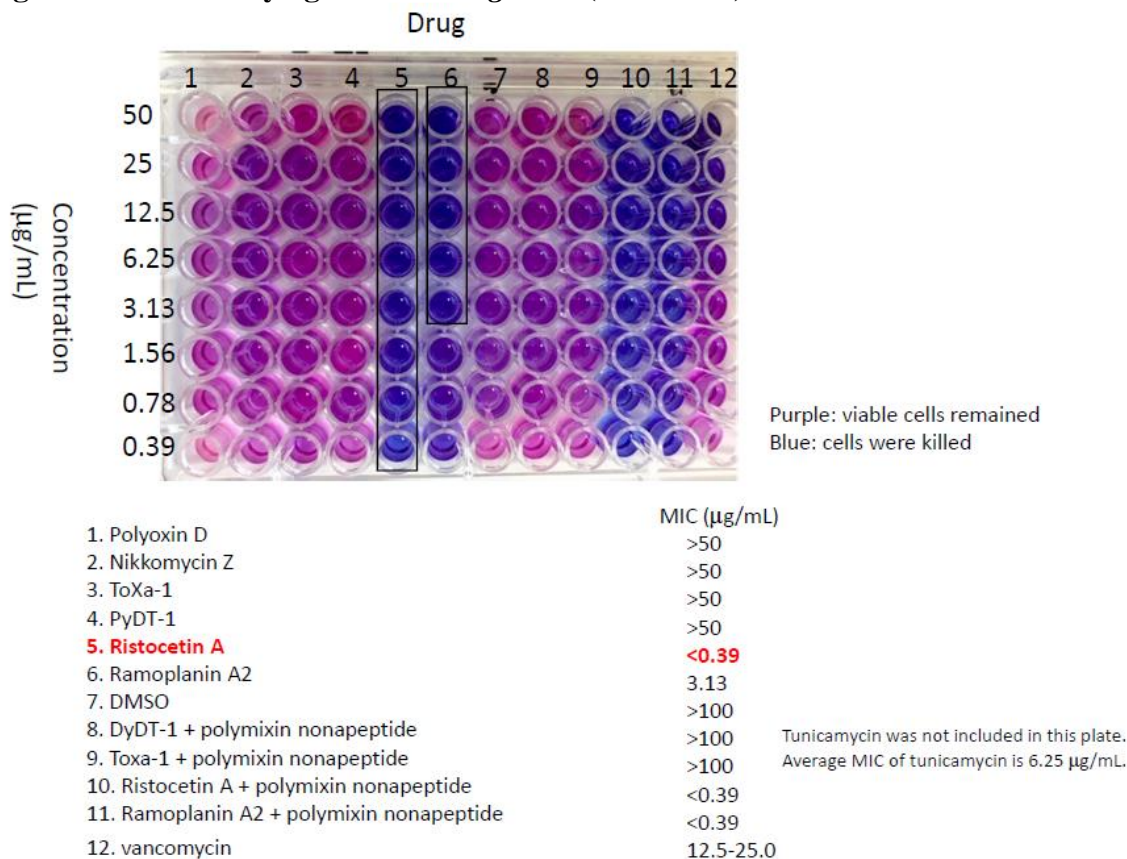 Drug
1 2 3 4 5 6 7 8 9 10 11 12
Concentration
(μg/mL)
50
25
12.5
6.25
3.13
1.56
0.78
0.39
Purple: viable cells remained
Blue: cells were killed
MIC (μg/mL)
1. Polyoxin D >50
2. Nikkomycin Z >50
3. ToXa-1 >50
4. PyDT-1 >50
5. Ristocetin A <0.39
6. Ramoplanin A2 3.13
7. DMSO >100
8. DyDT-1 + polymixin nonapeptide >100
9. Toxa-1 + polymixin nonapeptide >100
10. Ristocetin A + polymixin nonapeptide <0.39
11. Ramoplanin A2 + polymixin nonapeptide <0.39
12. vancomycin 12.5-25.0
Tunicamycin was not included in this plate.
Average MIC of tunicamycin is 6.25 μg/mL.